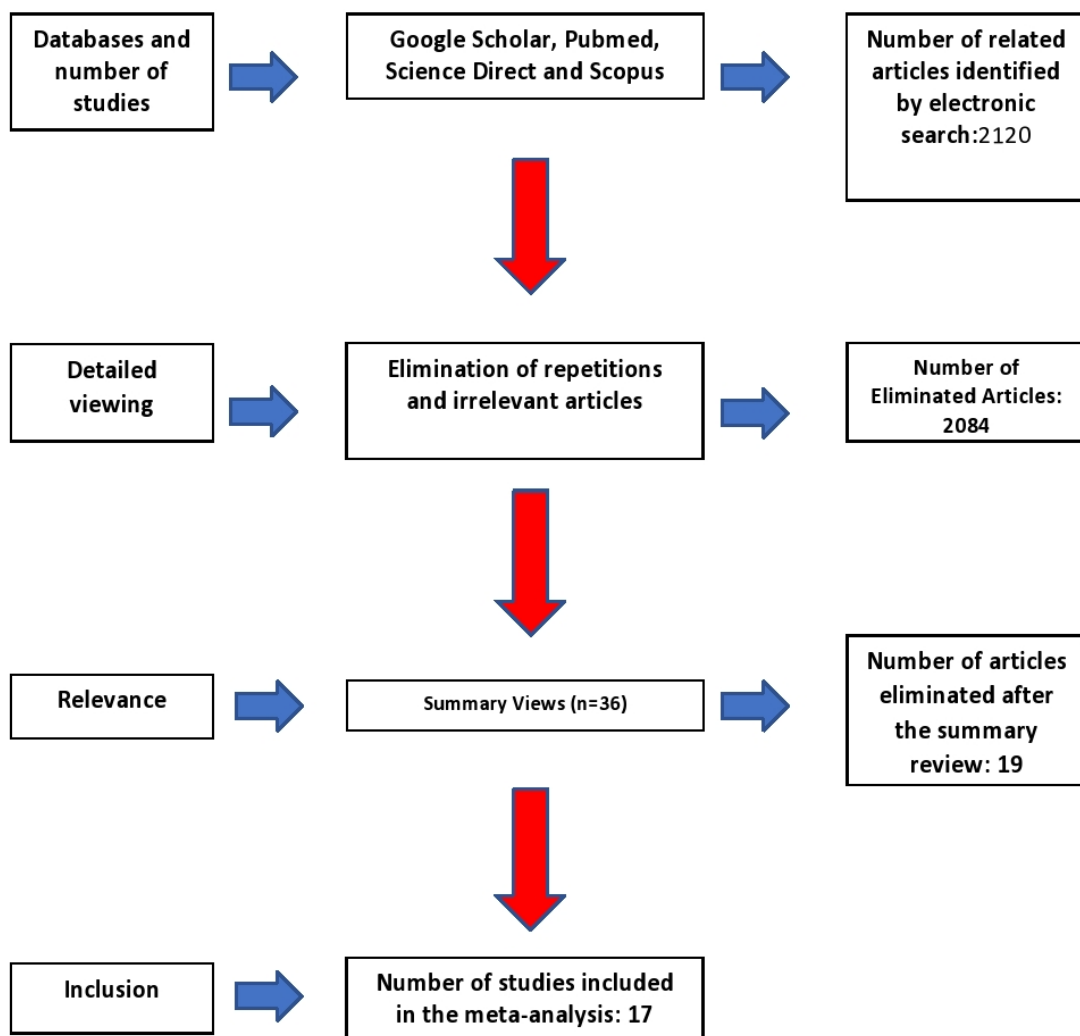 Databases and
number of
studies
Google Scholar, Pubmed,
Science Direct and Scopus
Number of related
articles identified
by electronic
search:2120
Detailed
viewing
Elimination of repetitions
and irrelevant articles
Number of
Eliminated Articles:
2084
Relevance
Summary Views (n=36)
Number of articles
eliminated after
the summary
review: 19
Inclusion
Number of studies included
in the meta-analysis: 17